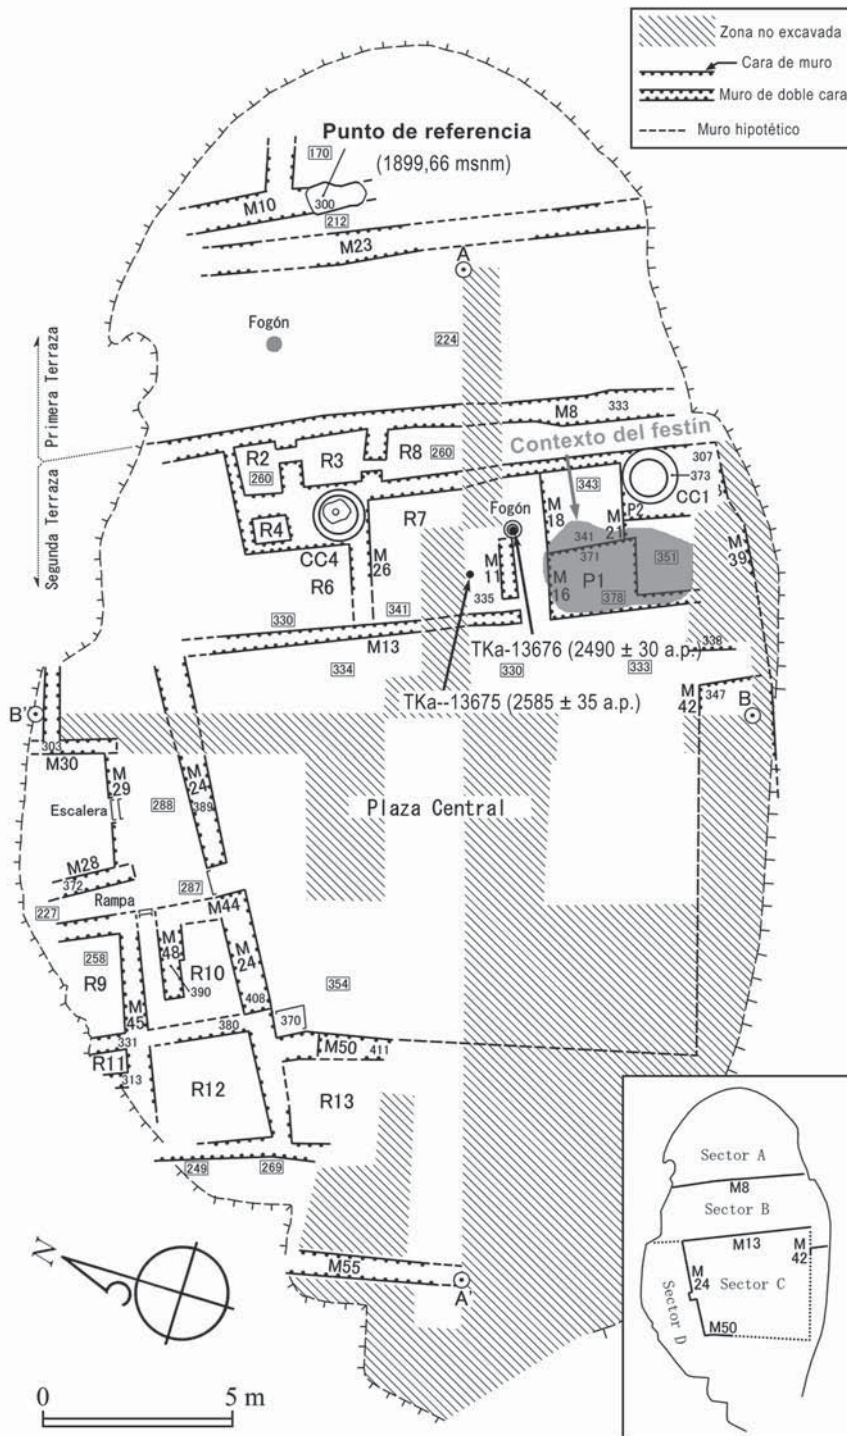 Zona no excavada
Cara de muro
Muro de doble cara
Muro hipotético
Punto de referencia
(1899,66 msnm)
170
300
M10
212
M23
A
Fogón
224
Primera Terraza
Segunda Terraza
M8
333
Contexto del festín
R2
R3
R8
260
260
307
373
CC1
343
R7
Fogón
M
18
P2
M
21
R4
341
371
351
M
39
CC4
M
26
R6
M
11
M
16
P1
378
335
330
341
M13
338
TKa-13676 (2490 ± 30 a.p.)
334
330
333
TKa--13675 (2585 ± 35 a.p.)
M
42
347
B'
B
303
M30
M
29
M
24
389
Escalera
288
Plaza Central
M28
372
287
Rampa
M44
227
M
48
M
24
258
R9
R10
390
354
M
45
408
370
380
331
M50
411
R11
313
R12
R13
249
269
N
M55
A'
0
5 m
Sector A
M8
Sector B
M13
M
42
M
24
Sector C
Sector D
M50